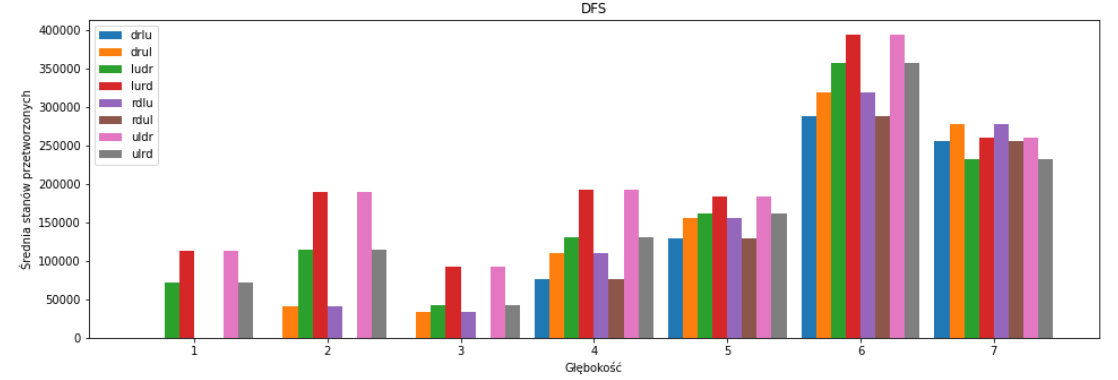 DFS
Średnia stanów przetworzonych
400000
350000
300000
250000
200000
150000
100000
50000
0
drlu
drul
ludr
lurd
rdlu
rdul
uldr
ulrd
1 2 3 4 5 6 7
Głębokość